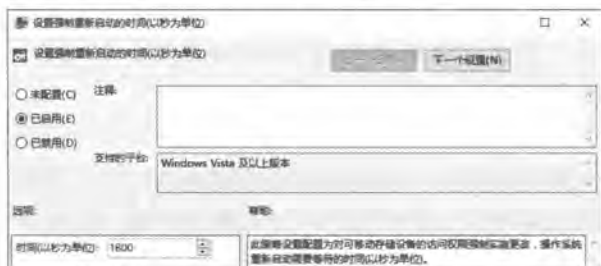 设置强制重新启动的时间(以秒为单位)
设置强制重新启动的时间(以秒为单位)
下一个设置(N)
未配置(C)
注释:
已启用(E)
已禁用(D)
支持的平台:
Windows Vista 及以上版本
选项:
帮助:
时间(以秒为单位): 1800
此策略设置配置为对可移动存储设备的访问权限强制实施更改，操作系统
重新启动需要等待的时间(以秒为单位)。